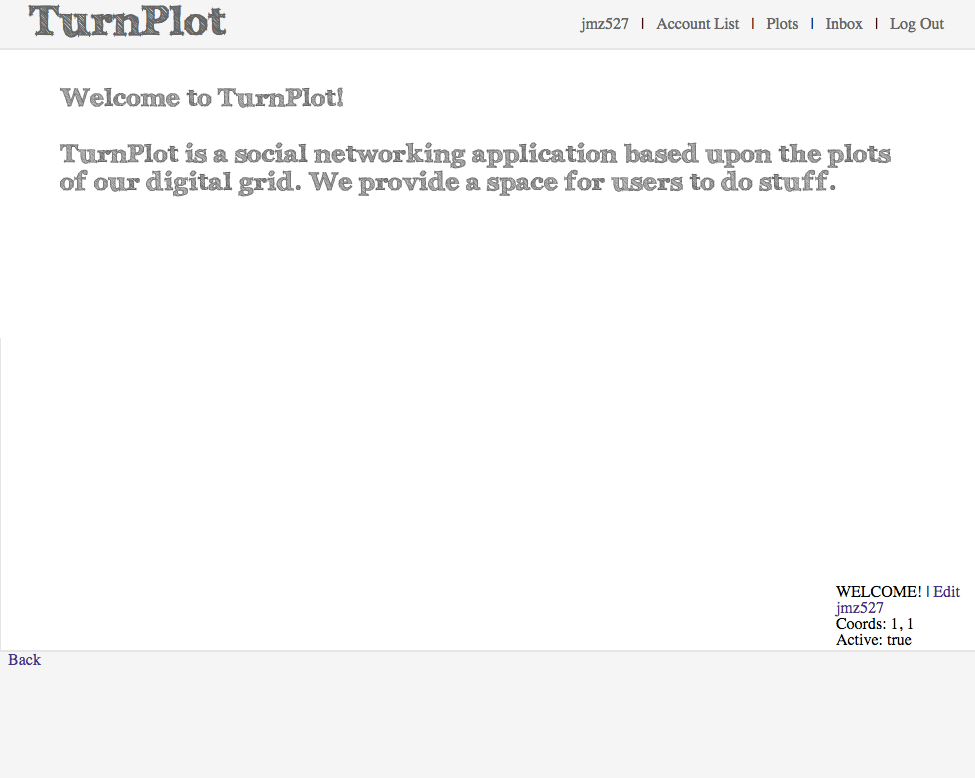 TurnPlot
jmz527 | Account List | Plots | Inbox | Log Out
Welcome to TurnPlot!
TurnPlot is a social networking application based upon the plots
of our digital grid. We provide a space for users to do stuff.
WELCOME! | Edit
jmz527
Coords: 1, 1
Active: true
Back